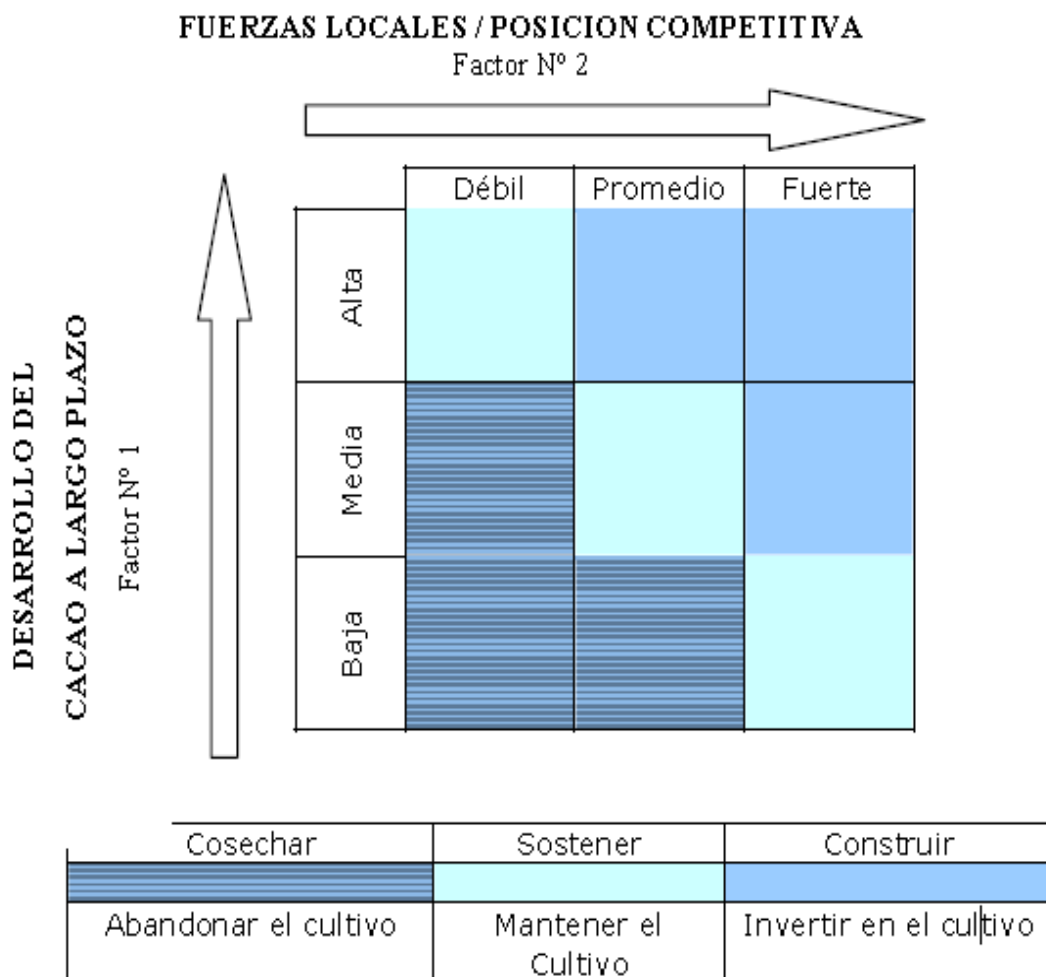 FUERZAS LOCALES / POSICION COMPETITIVA
Factor Nº 2
Débil Promedio Fuerte
Alta
Media
Baja
DESARROLLO DEL
CACAO A LARGO PLAZO
Factor Nº 1
Cosechar Sostener Construir
Abandonar el cultivo Mantener el Invertir en el cultivo
Cultivo